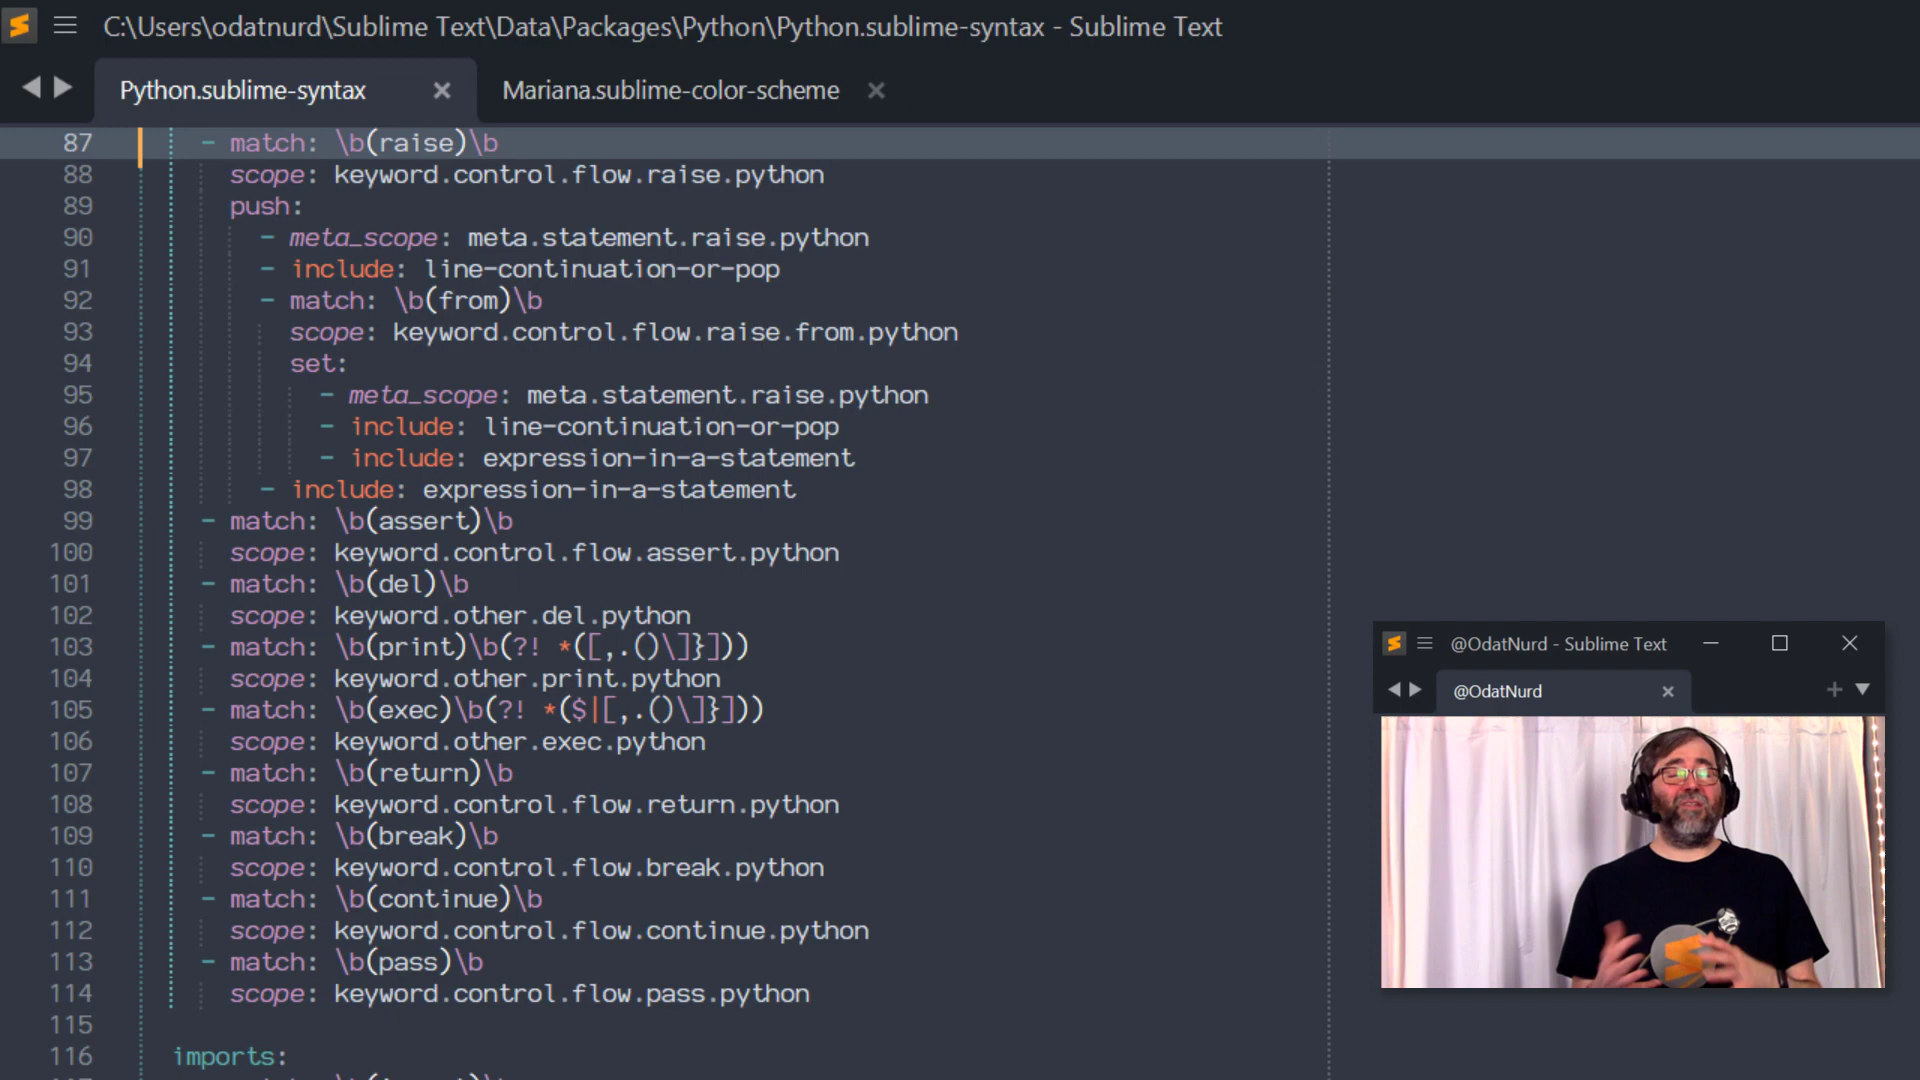 C:\Users\odatnurd\Sublime Text\Data\Packages\Python\Python.sublime-syntax - Sublime Text
Python.sublime-syntax
Mariana.sublime-color-scheme
87 - match: \b(raise)\b
88 scope: keyword.control.flow.raise.python
89 push:
90 - meta_scope: meta.statement.raise.python
91 - include: line-continuation-or-pop
92 - match: \b(from)\b
93 scope: keyword.control.flow.raise.from.python
94 set:
95 - meta_scope: meta.statement.raise.python
96 - include: line-continuation-or-pop
97 - include: expression-in-a-statement
98 - include: expression-in-a-statement
99 - match: \b(assert)\b
100 scope: keyword.control.flow.assert.python
101 - match: \b(del)\b
102 scope: keyword.other.del.python
103 - match: \b(print)\b(?! *([,.()\]}]))
104 scope: keyword.other.print.python
105 - match: \b(exec)\b(?! *($|[,.()\]}]))
106 scope: keyword.other.exec.python
107 - match: \b(return)\b
108 scope: keyword.control.flow.return.python
109 - match: \b(break)\b
110 scope: keyword.control.flow.break.python
111 - match: \b(continue)\b
112 scope: keyword.control.flow.continue.python
113 - match: \b(pass)\b
114 scope: keyword.control.flow.pass.python
115
116 imports:
@OdatNurd - Sublime Text
@OdatNurd